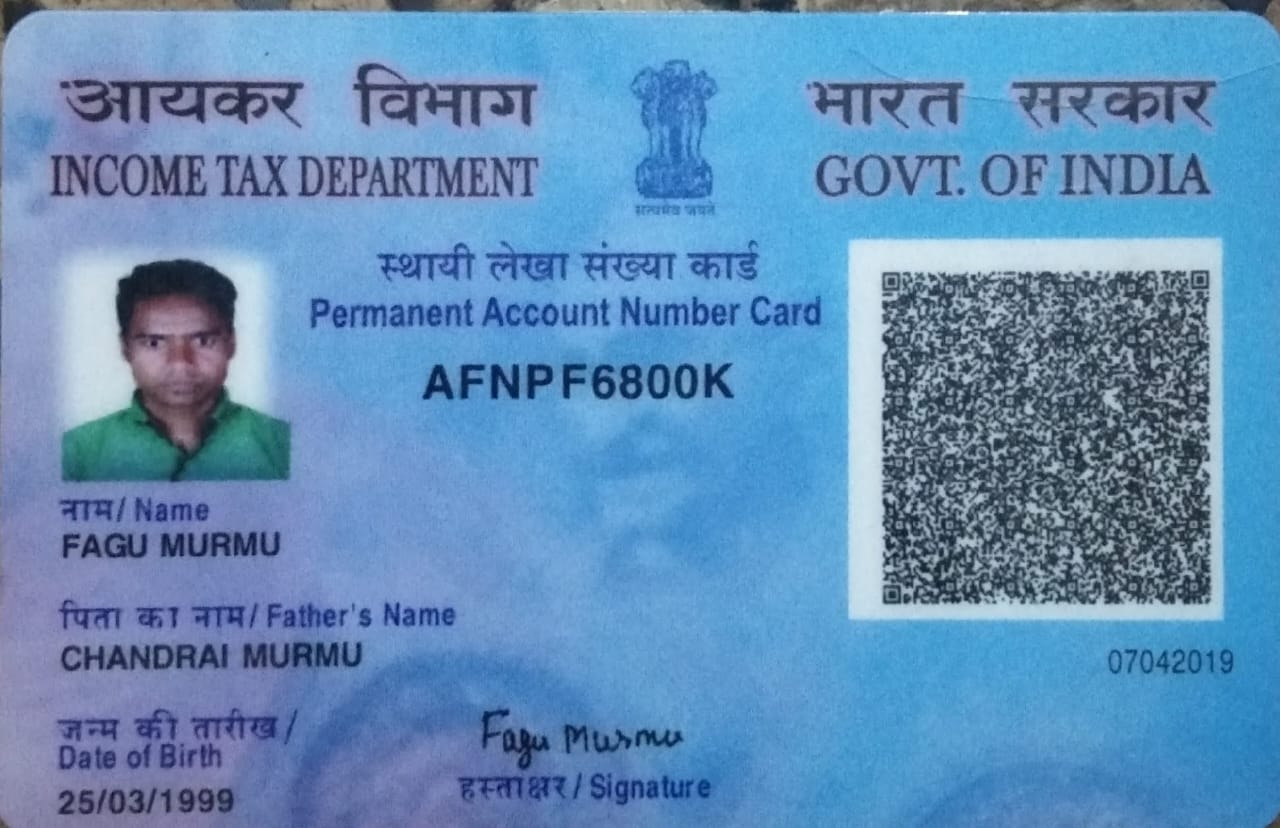 आयकर विभाग
INCOME TAX DEPARTMENT
सत्यमेव जयते
भारत सरकार
GOVT. OF INDIA
स्थायी लेखा संख्या कार्ड
Permanent Account Number Card
AFNPF6800K
नाम / Name
FAGU MURMU
पिता का नाम / Father's Name
CHANDRAI MURMU
07042019
जन्म की तारीख /
Date of Birth
25/03/1999
Fagu Murmu
हस्ताक्षर / Signature